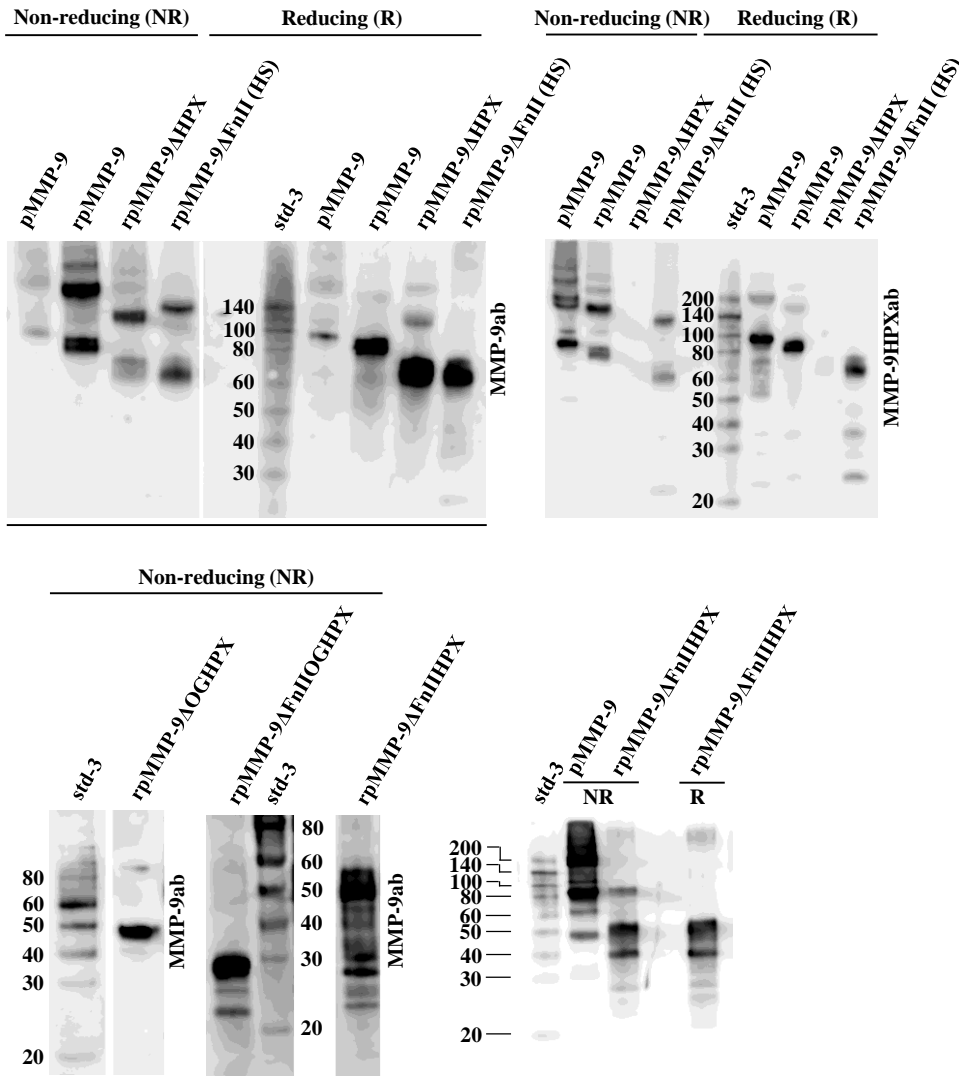 Non-reducing (NR)
Reducing (R)
pMMP-9
rpMMP-9
rpMMP-9ΔHPX
rpMMP-9ΔFnII (HS)
std-3
pMMP-9
rpMMP-9
rpMMP-9ΔHPX
rpMMP-9ΔFnII (HS)
140
100
80
60
50
40
30
MMP-9ab
Non-reducing (NR)
Reducing (R)
pMMP-9
rpMMP-9
rpMMP-9ΔHPX
rpMMP-9ΔFnII (HS)
std-3
pMMP-9
rpMMP-9
rpMMP-9ΔHPX
rpMMP-9ΔFnII (HS)
200
140
100
80
60
50
40
30
20
MMP-9HPXab
Non-reducing (NR)
std-3
rpMMP-9ΔOGHPX
80
60
50
40
30
20
MMP-9ab
rpMMP-9ΔFnIIOGHPX
std-3
rpMMP-9ΔFnIIHPX
80
60
50
40
30
20
MMP-9ab
std-3
pMMP-9
rpMMP-9ΔFnIIHPX
rpMMP-9ΔFnIIHPX
NR
R
200
140
100
80
60
50
40
30
20